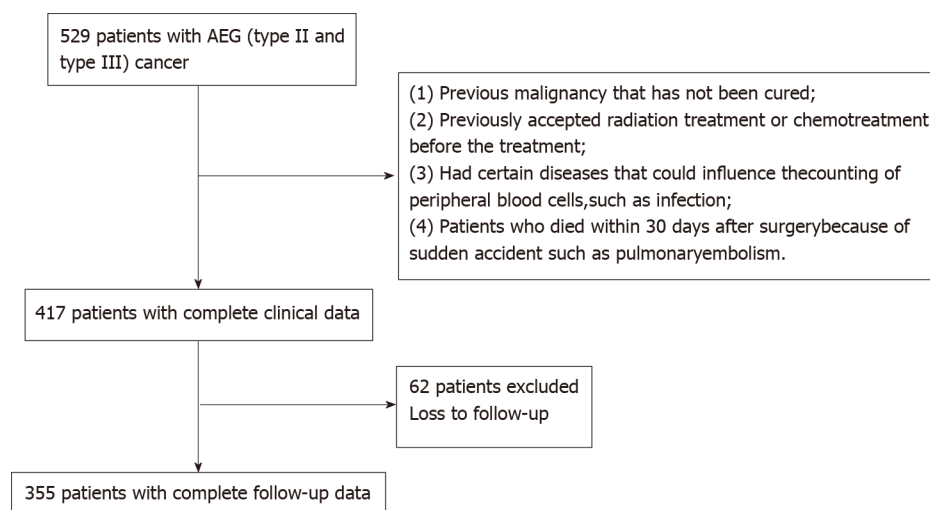 529 patients with AEG (type II and
type III) cancer
(1) Previous malignancy that has not been cured;
(2) Previously accepted radiation treatment or chemotreatment
before the treatment;
(3) Had certain diseases that could influence thecounting of
peripheral blood cells,such as infection;
(4) Patients who died within 30 days after surgerybecause of
sudden accident such as pulmonaryembolism.
417 patients with complete clinical data
62 patients excluded
Loss to follow-up
355 patients with complete follow-up data